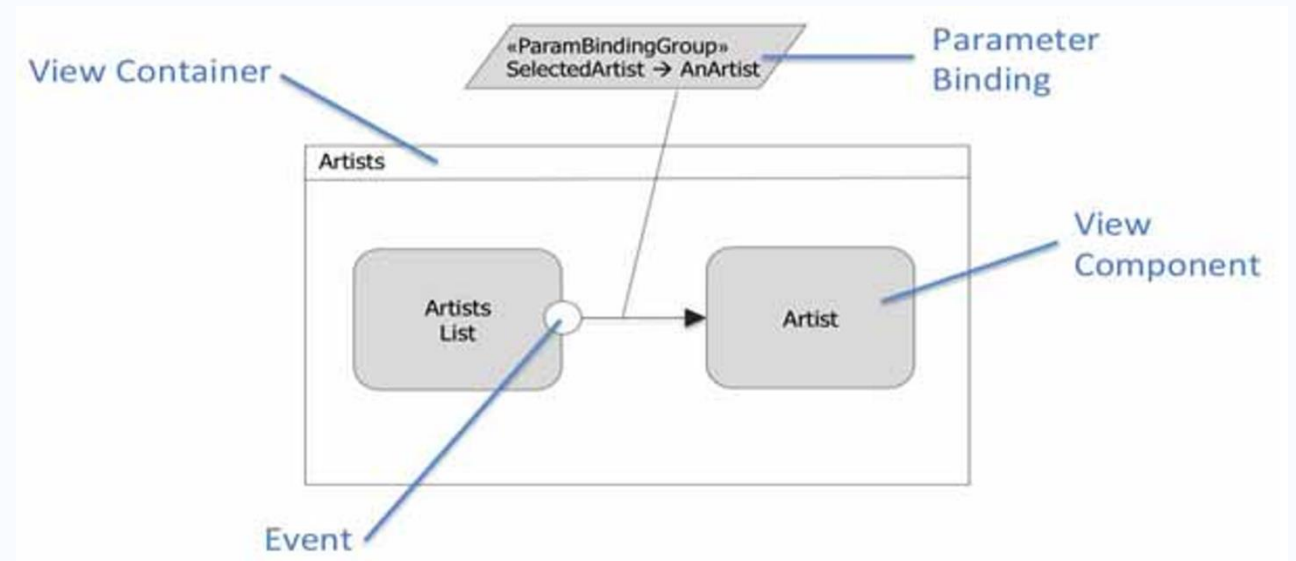 «ParamBindingGroup»
SelectedArtist → AnArtist
Parameter
Binding
View Container
Artists
View
Component
Artists
List
Artist
Event